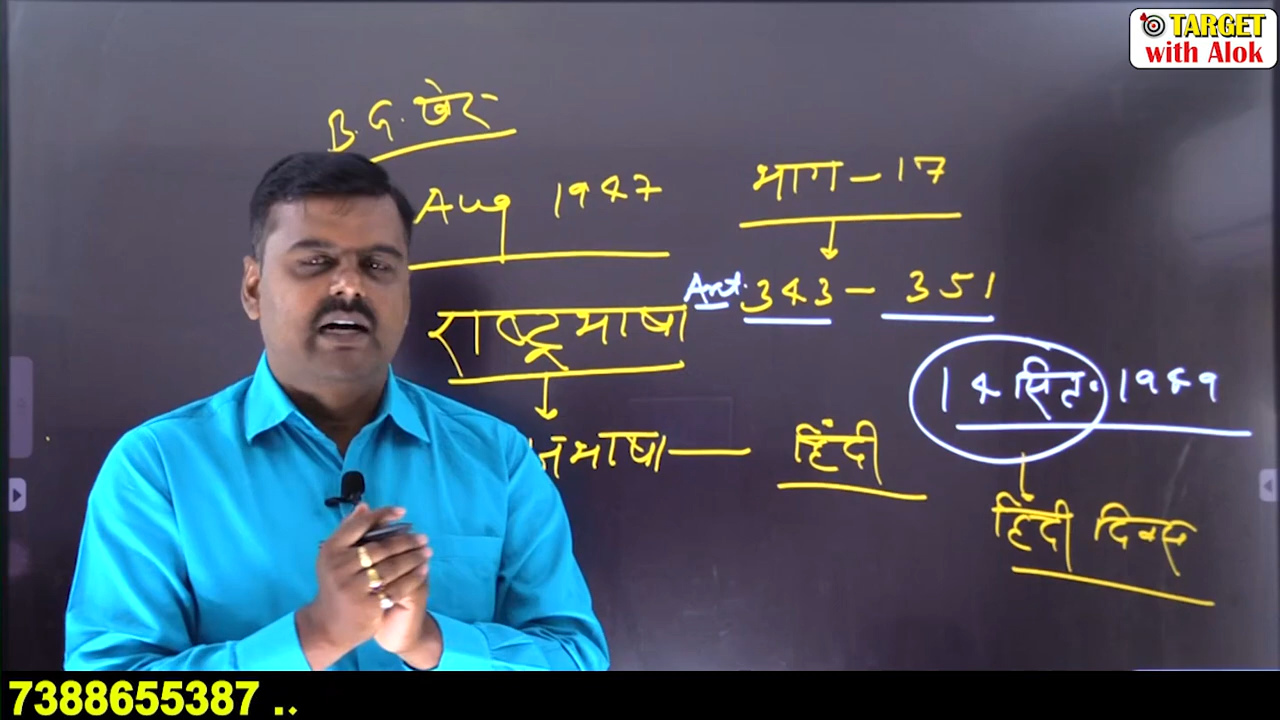 TARGET
with Alok
B. G. खेर
Aug 1947
भाग - 17
Art. 343 - 351
राष्ट्रभाषा
14 सित. 1949
भाषा — हिंदी
हिंदी दिवस
7388655387 ..